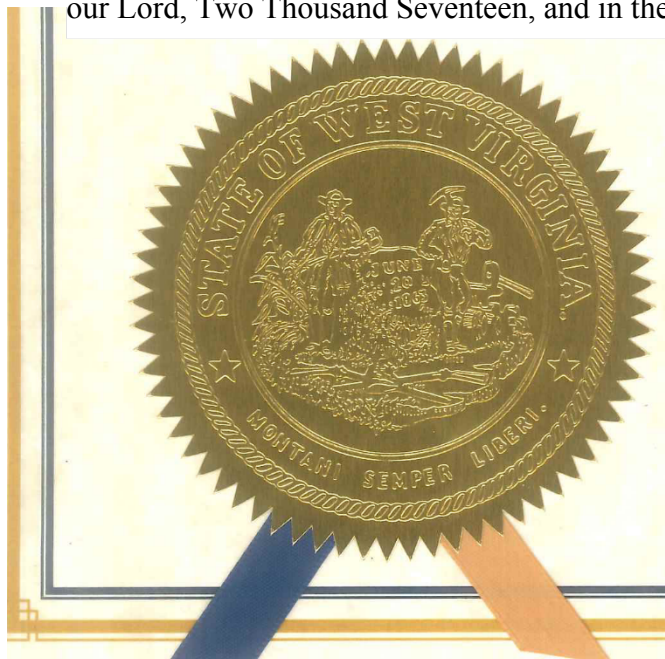 our Lord, Two Thousand Seventeen, and in the
STATE OF WEST VIRGINIA.
JUNE
20
1863
MONTANI SEMPER LIBERI.